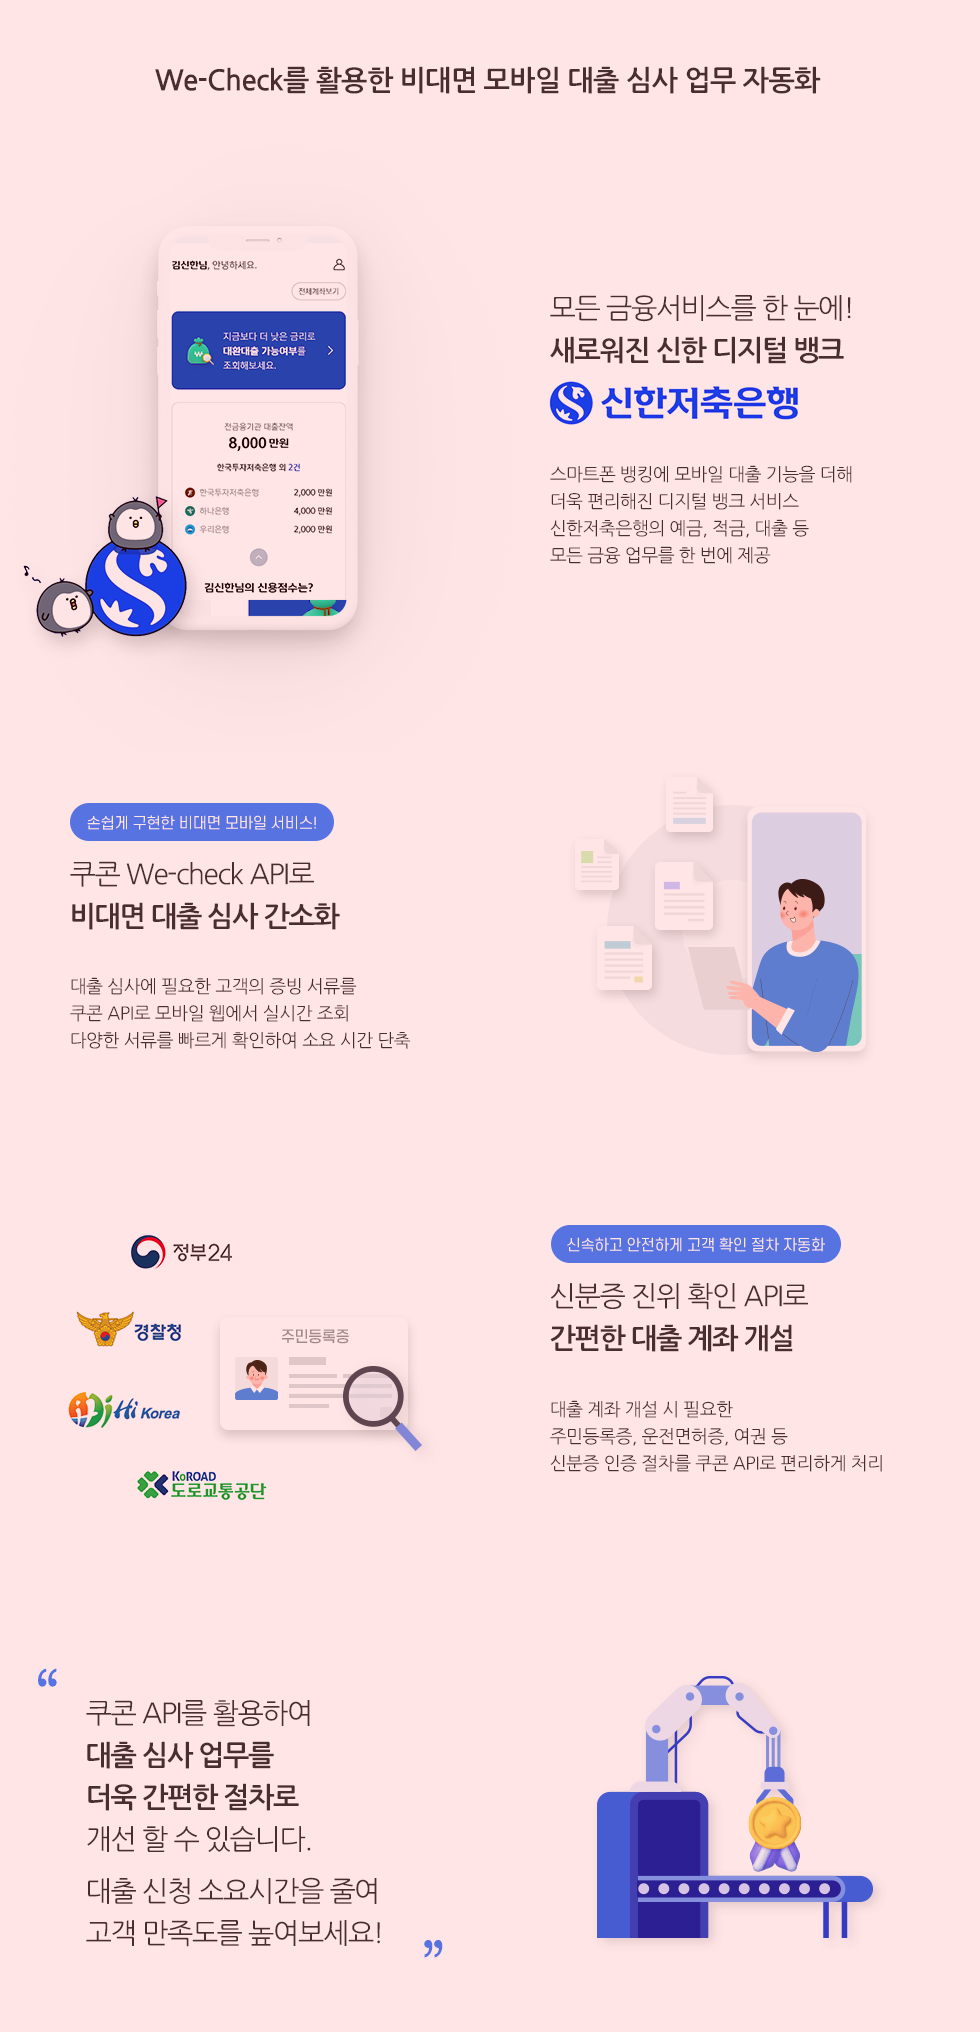 We-Check를 활용한 비대면 모바일 대출 심사 업무 자동화
김신한님, 안녕하세요.
전체계좌보기
지금보다 더 낮은 금리로
대환대출 가능여부를
조회해보세요.
전금융기관 대출잔액
8,000 만원
한국투자저축은행 외 2건
한국투자저축은행 2,000 만원
하나은행 4,000 만원
우리은행 2,000 만원
김신한님의 신용점수는?
모든 금융서비스를 한 눈에!
새로워진 신한 디지털 뱅크
신한저축은행
스마트폰 뱅킹에 모바일 대출 기능을 더해
더욱 편리해진 디지털 뱅크 서비스
신한저축은행의 예금, 적금, 대출 등
모든 금융 업무를 한 번에 제공
손쉽게 구현한 비대면 모바일 서비스!
쿠콘 We-check API로
비대면 대출 심사 간소화
대출 심사에 필요한 고객의 증빙 서류를
쿠콘 API로 모바일 웹에서 실시간 조회
다양한 서류를 빠르게 확인하여 소요 시간 단축
정부24
경찰청
Hi Korea
KoROAD
도로교통공단
주민등록증
신속하고 안전하게 고객 확인 절차 자동화
신분증 진위 확인 API로
간편한 대출 계좌 개설
대출 계좌 개설 시 필요한
주민등록증, 운전면허증, 여권 등
신분증 인증 절차를 쿠콘 API로 편리하게 처리
“
쿠콘 API를 활용하여
대출 심사 업무를
더욱 간편한 절차로
개선 할 수 있습니다.
대출 신청 소요시간을 줄여
고객 만족도를 높여보세요!
”